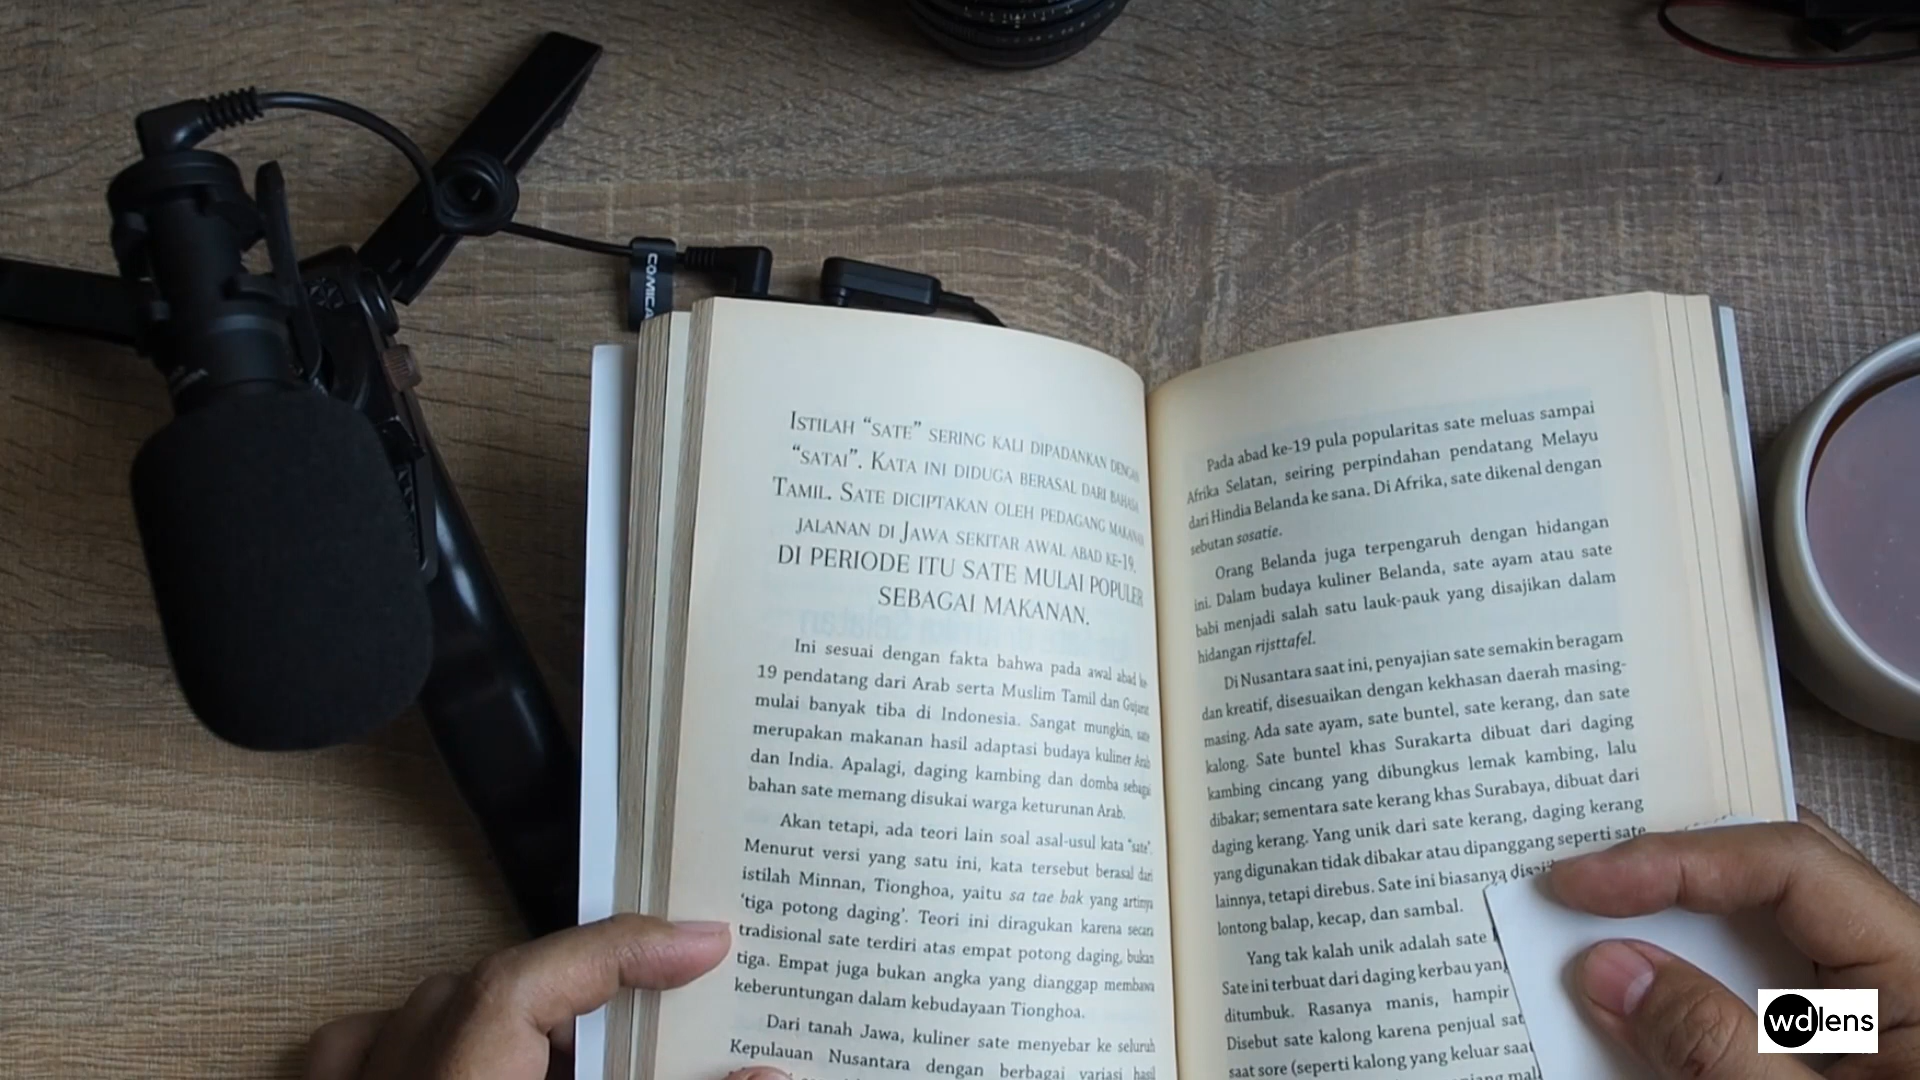 COMICA
ISTILAH “SATE” SERING KALI DIPADANKAN DENGAN
“SATAI”. KATA INI DIDUGA BERASAL DARI BAHASA
TAMIL. SATE DICIPTAKAN OLEH PEDAGANG MAKANAN
JALANAN DI JAWA SEKITAR AWAL ABAD KE-19.
DI PERIODE ITU SATE MULAI POPULER
SEBAGAI MAKANAN.
Ini sesuai dengan fakta bahwa pada awal abad ke-
19 pendatang dari Arab serta Muslim Tamil dan Gujarat
mulai banyak tiba di Indonesia. Sangat mungkin, sate
merupakan makanan hasil adaptasi budaya kuliner Arab
dan India. Apalagi, daging kambing dan domba sebagai
bahan sate memang disukai warga keturunan Arab.
Akan tetapi, ada teori lain soal asal-usul kata “sate”.
Menurut versi yang satu ini, kata tersebut berasal dari
istilah Minnan, Tionghoa, yaitu sa tae bak yang artinya
‘tiga potong daging’. Teori ini diragukan karena secara
tradisional sate terdiri atas empat potong daging, bukan
tiga. Empat juga bukan angka yang dianggap membawa
keberuntungan dalam kebudayaan Tionghoa.
Dari tanah Jawa, kuliner sate menyebar ke seluruh
Kepulauan Nusantara dengan berbagai variasi hasil
Pada abad ke-19 pula popularitas sate meluas sampai
Afrika Selatan, seiring perpindahan pendatang Melayu
dari Hindia Belanda ke sana. Di Afrika, sate dikenal dengan
sebutan sosatie.
Orang Belanda juga terpengaruh dengan hidangan
ini. Dalam budaya kuliner Belanda, sate ayam atau sate
babi menjadi salah satu lauk-pauk yang disajikan dalam
hidangan rijsttafel.
Di Nusantara saat ini, penyajian sate semakin beragam
dan kreatif, disesuaikan dengan kekhasan daerah masing-
masing. Ada sate ayam, sate buntel, sate kerang, dan sate
kalong. Sate buntel khas Surakarta dibuat dari daging
kambing cincang yang dibungkus lemak kambing, lalu
dibakar; sementara sate kerang khas Surabaya, dibuat dari
daging kerang. Yang unik dari sate kerang, daging kerang
yang digunakan tidak dibakar atau dipanggang seperti sate
lainnya, tetapi direbus. Sate ini biasanya
lontong balap, kecap, dan sambal.
Yang tak kalah unik adalah sate
Sate ini terbuat dari daging kerbau yang
ditumbuk. Rasanya manis, hampir
Disebut sate kalong karena penjual sat
saat sore (seperti kalong yang keluar saat
wdlens